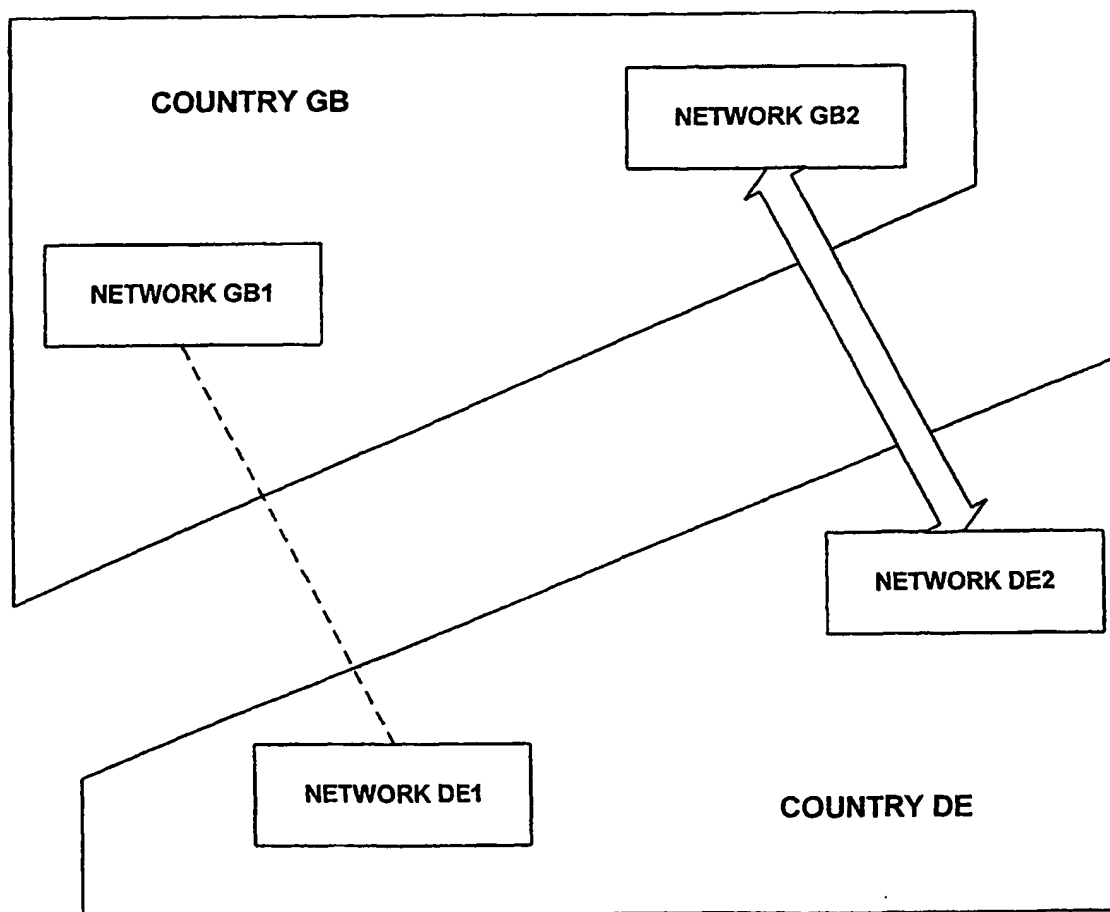 COUNTRY GB
NETWORK GB2
NETWORK GB1
NETWORK DE2
NETWORK DE1
COUNTRY DE